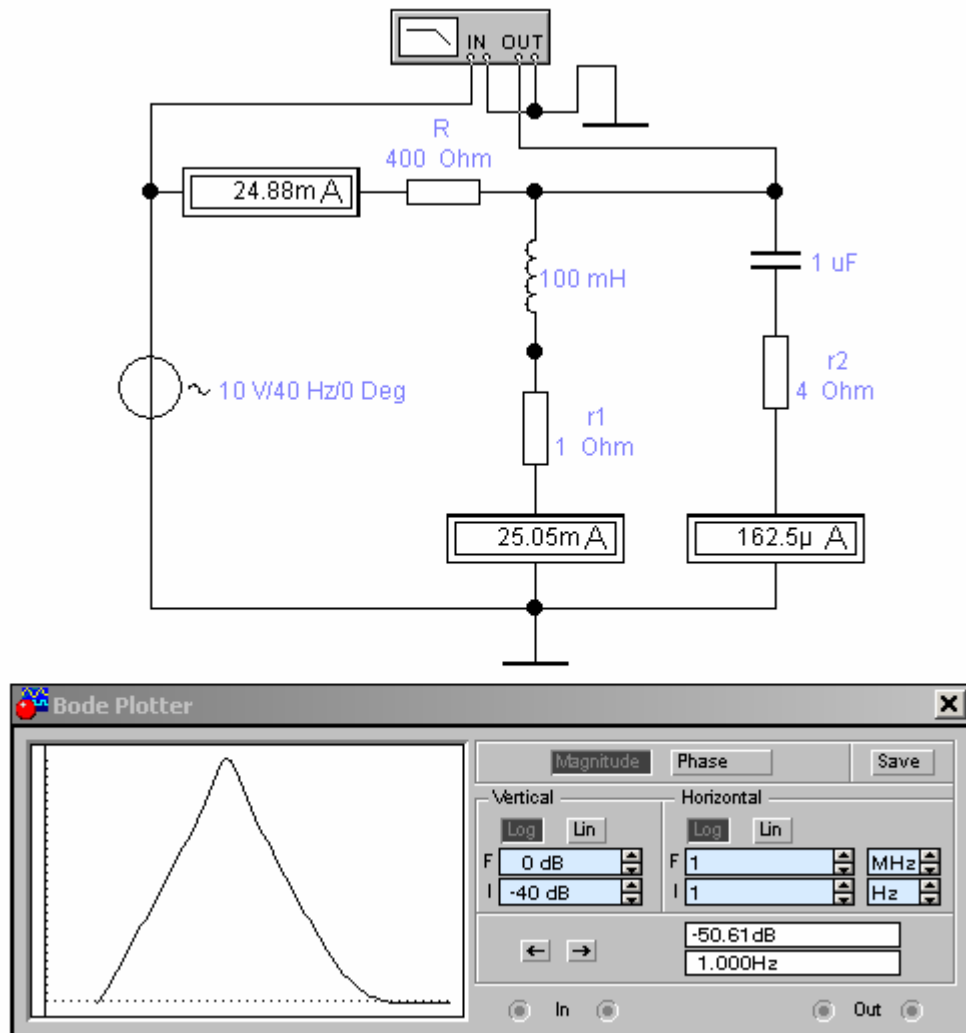 IN OUT
R
400 Ohm
24.88m A
100 mH
1 uF
10 V/40 Hz/0 Deg
r1
1 Ohm
r2
4 Ohm
25.05m A
162.5µ A
Bode Plotter
Magnitude Phase Save
Vertical Horizontal
Log Lin Log Lin
F 0 dB F 1 MHz
I -40 dB I 1 Hz
-50.61dB
1.000Hz
In Out